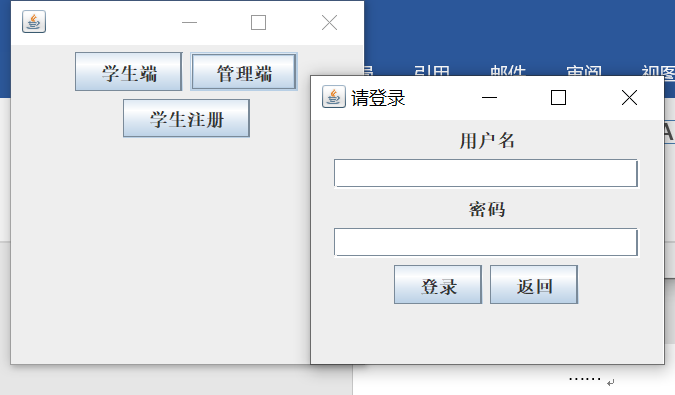 引用 邮件 审阅 视图
学生端 管理端
学生注册
请登录
用户名
密码
登录 返回
……